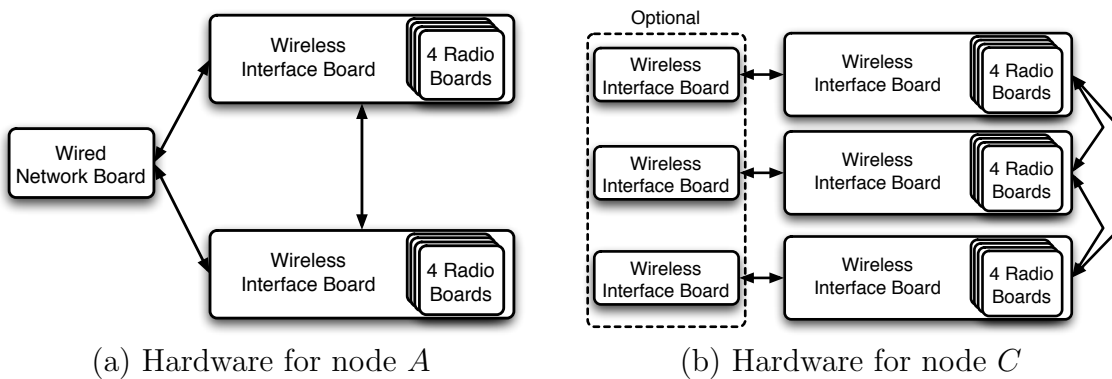 Wireless
Interface Board
4 Radio
Boards
Wired
Network Board
Wireless
Interface Board
4 Radio
Boards
(a) Hardware for node A
Optional
Wireless
Interface Board
Wireless
Interface Board
4 Radio
Boards
Wireless
Interface Board
Wireless
Interface Board
4 Radio
Boards
Wireless
Interface Board
Wireless
Interface Board
4 Radio
Boards
(b) Hardware for node C